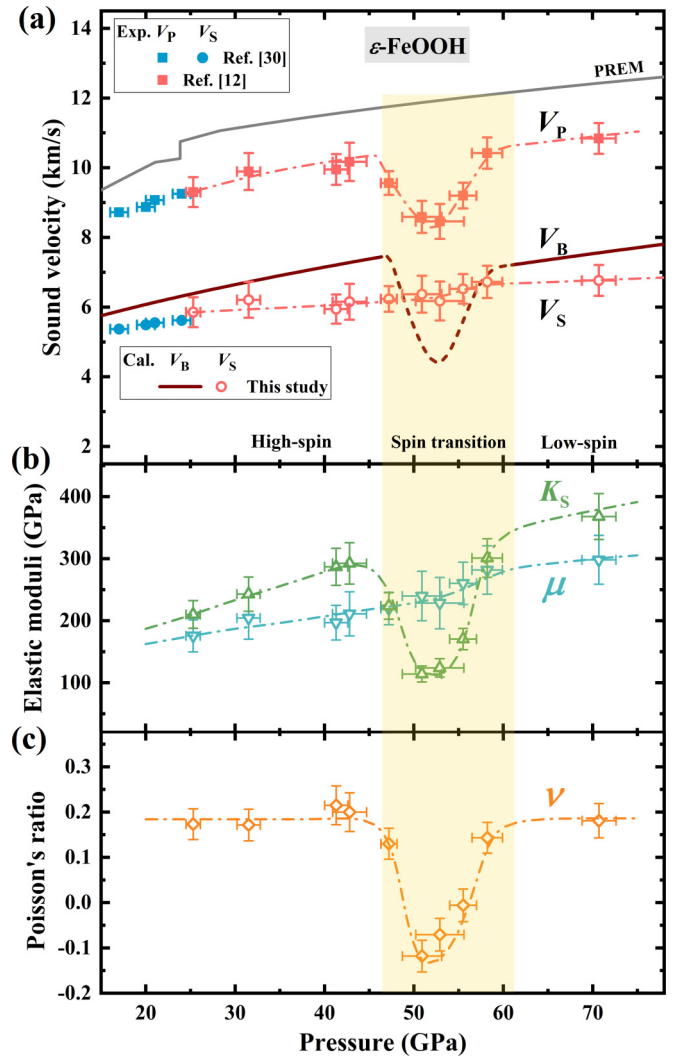 (a)
ε-FeOOH
Exp. VP VS
Ref. [30]
Ref. [12]
PREM
VP
VB
VS
Cal. VB VS
This study
High-spin Spin transition Low-spin
Sound velocity (km/s)
14
12
10
8
6
4
2
(b)
KS
μ
Elastic moduli (GPa)
400
300
200
100
(c)
ν
Poisson's ratio
0.3
0.2
0.1
0.0
-0.1
-0.2
20 30 40 50 60 70
Pressure (GPa)